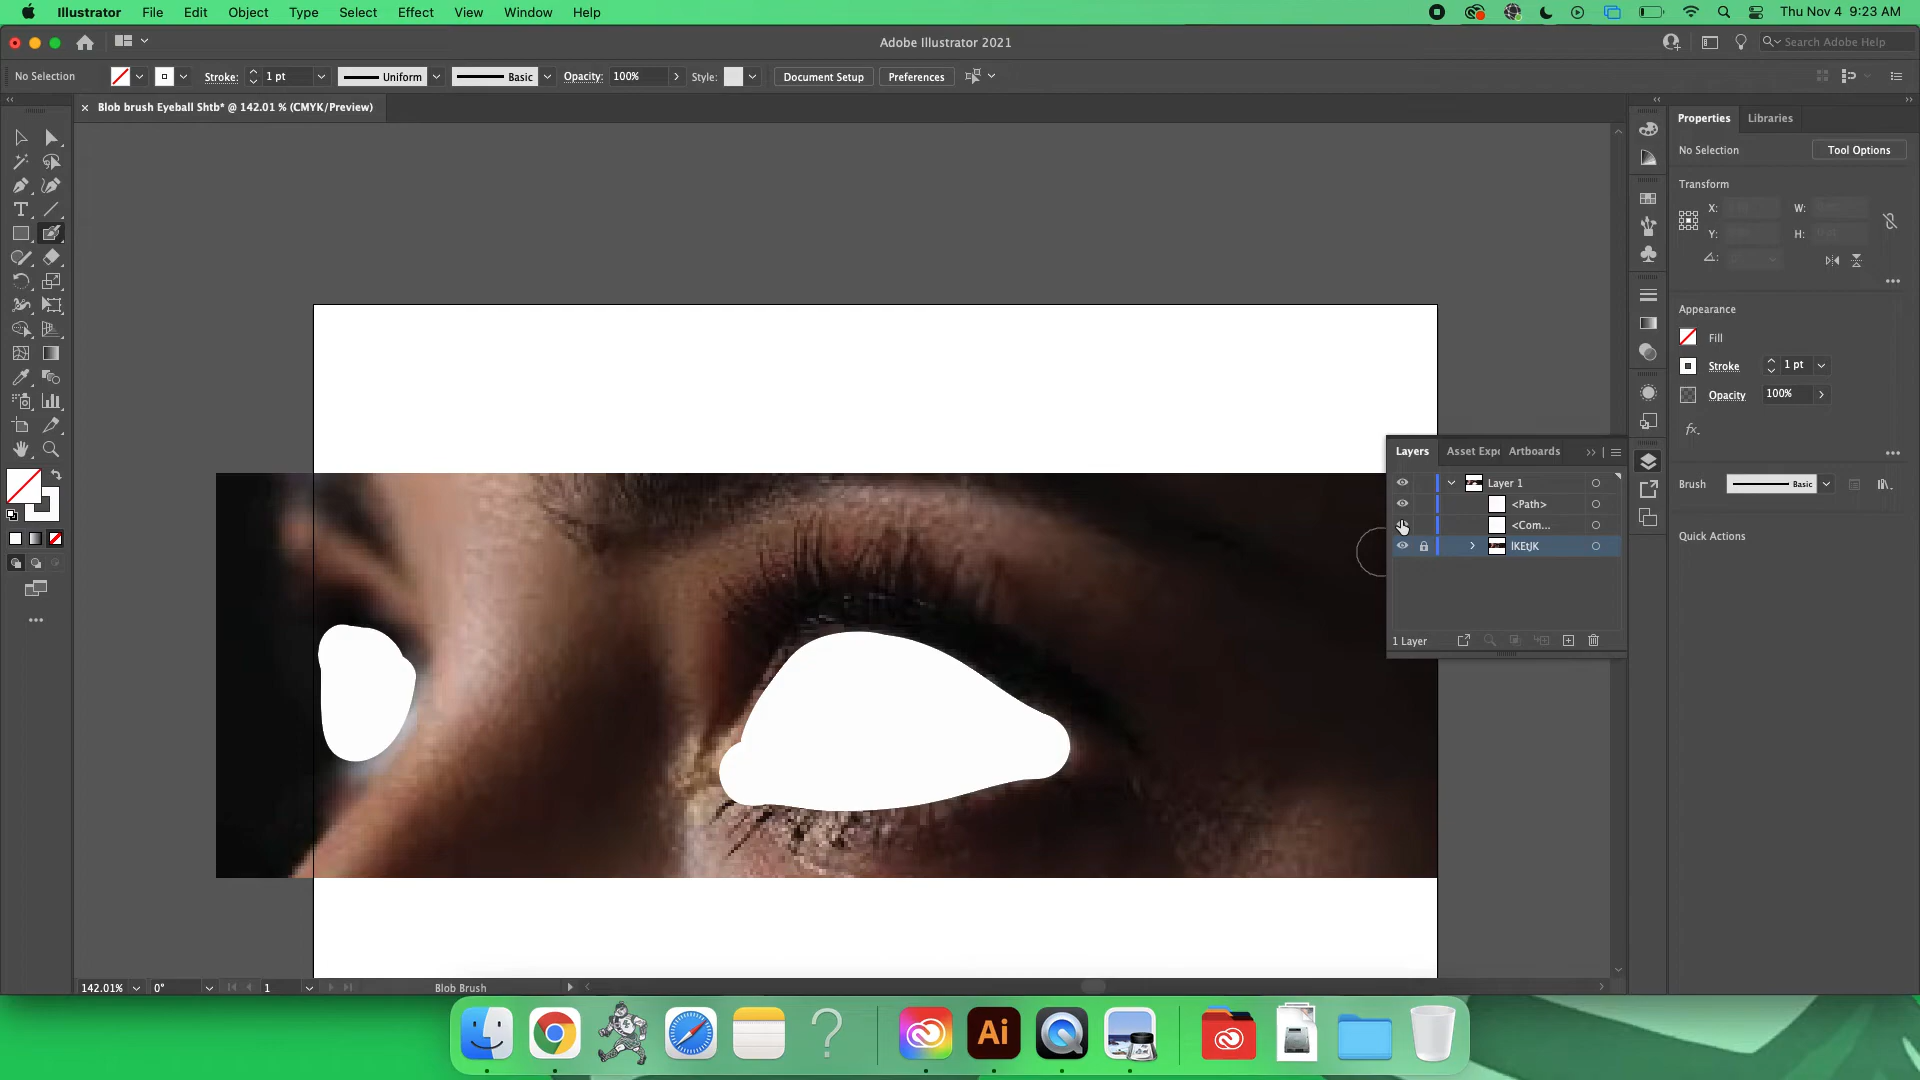 Illustrator File Edit Object Type Select Effect View Window Help Thu Nov 4 9:23 AM
Adobe Illustrator 2021 Search Adobe Help
No Selection Stroke: 1 pt Uniform Basic Opacity: 100% Style: Document Setup Preferences
× Blob brush Eyeball Shtb* @ 142.01 % (CMYK/Preview)
Properties Libraries
No Selection Tool Options
Transform
X: W:
Y: H:
Appearance
Fill
Stroke 1 pt
Opacity 100%
fx.
Layers Asset Expo Artboards
Layer 1
<Path>
<Com...
Brush Basic
Quick Actions
1 Layer
142.01% 0° 1 Blob Brush
Ai